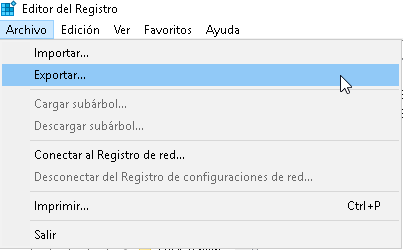 Editor del Registro
Archivo Edición Ver Favoritos Ayuda
Importar...
Exportar...
Cargar subárbol...
Descargar subárbol...
Conectar al Registro de red...
Desconectar del Registro de configuraciones de red...
Imprimir... Ctrl+P
Salir